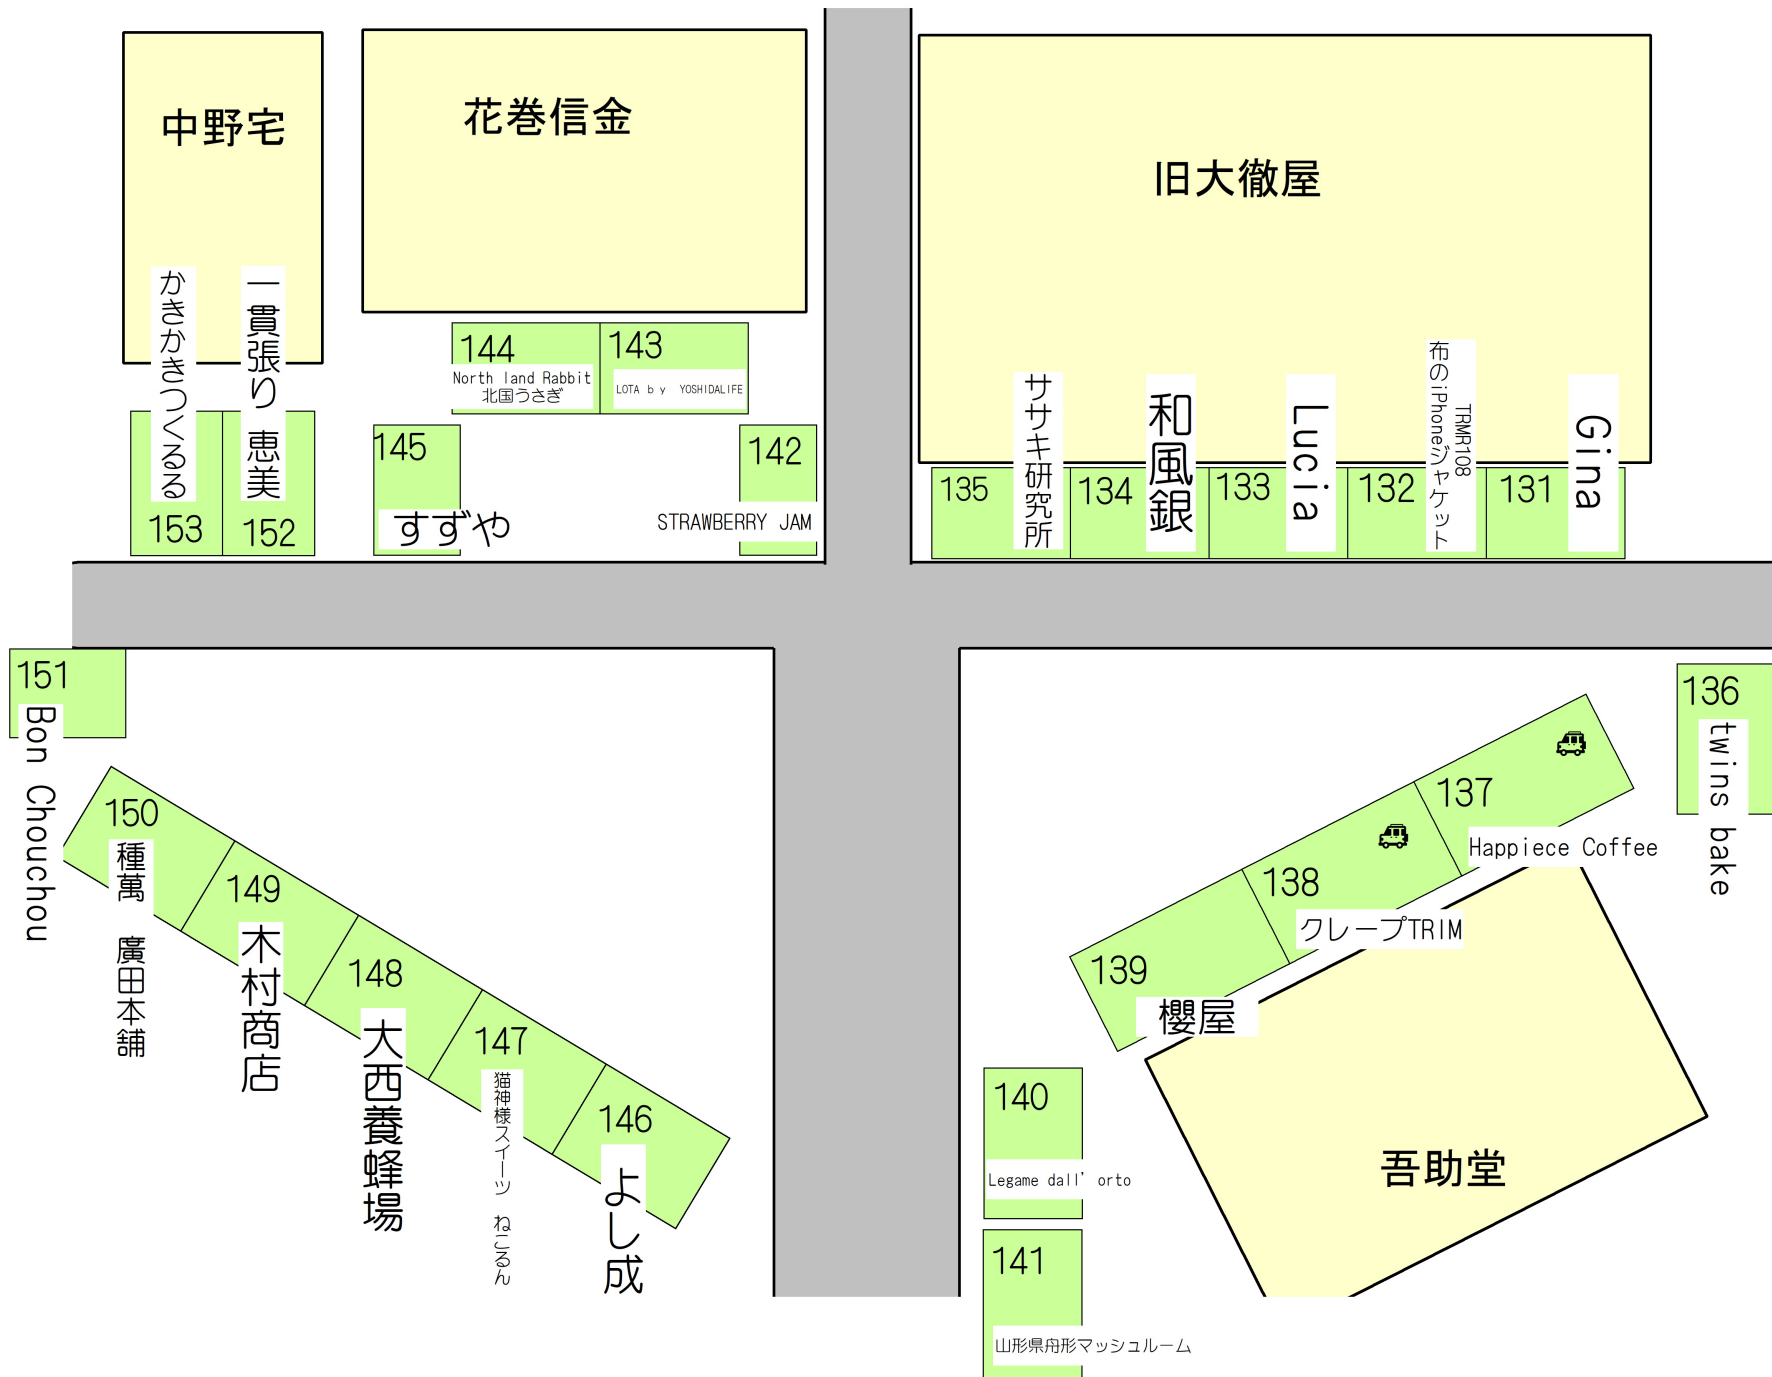 中野宅
花巻信金
旧大徹屋
かきかきつくるる
153
一貫張り 恵美
152
144
North land Rabbit
北国うさぎ
143
LOTA by YOSHIDALIFE
145
すずや
142
STRAWBERRY JAM
135
ササキ研究所
134
和風銀
133
Lucia
132
TRMR108
布のiPhoneジャケット
131
Gina
151
Bon Chouchou
150
種萬 廣田本舗
149
木村商店
148
大西養蜂場
147
猫神様スイーツ ねこるん
146
よし成
136
twins bake
137
Happiece Coffee
138
クレープTRIM
139
櫻屋
140
Legame dall' orto
141
山形県舟形マッシュルーム
吾助堂